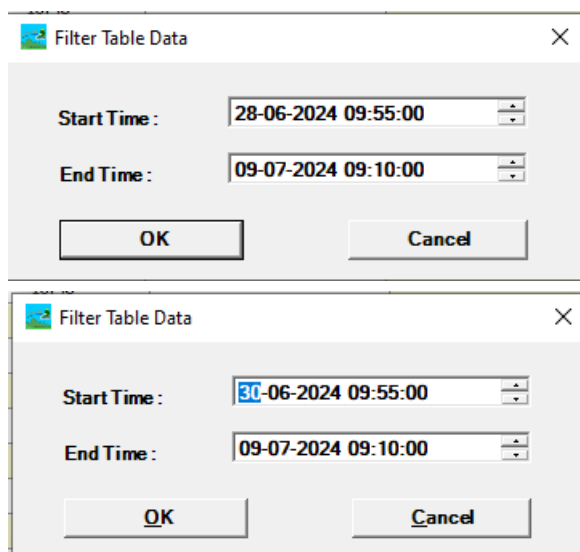 Filter Table Data
Start Time : 28-06-2024 09:55:00
End Time : 09-07-2024 09:10:00
OK Cancel
Filter Table Data
Start Time : 30-06-2024 09:55:00
End Time : 09-07-2024 09:10:00
OK Cancel